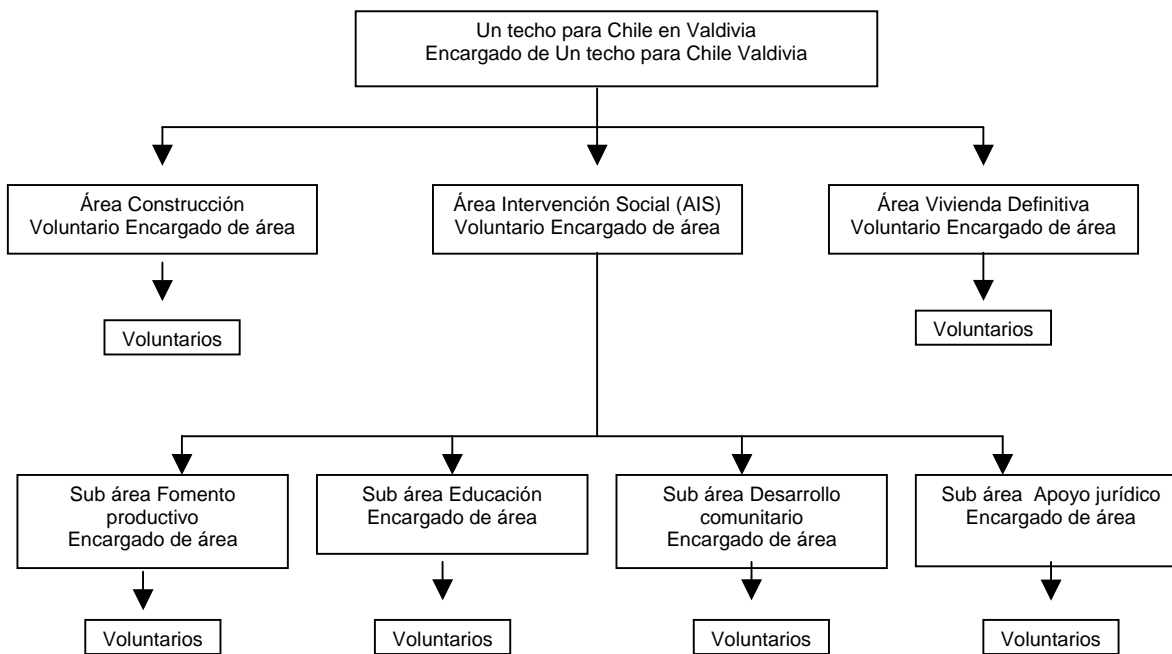 Un techo para Chile en Valdivia
Encargado de Un techo para Chile Valdivia
Área Construcción
Voluntario Encargado de área
Área Intervención Social (AIS)
Voluntario Encargado de área
Área Vivienda Definitiva
Voluntario Encargado de área
Voluntarios
Voluntarios
Sub área Fomento
productivo
Encargado de área
Sub área Educación
Encargado de área
Sub área Desarrollo
comunitario
Encargado de área
Sub área  Apoyo jurídico
Encargado de área
Voluntarios
Voluntarios
Voluntarios
Voluntarios